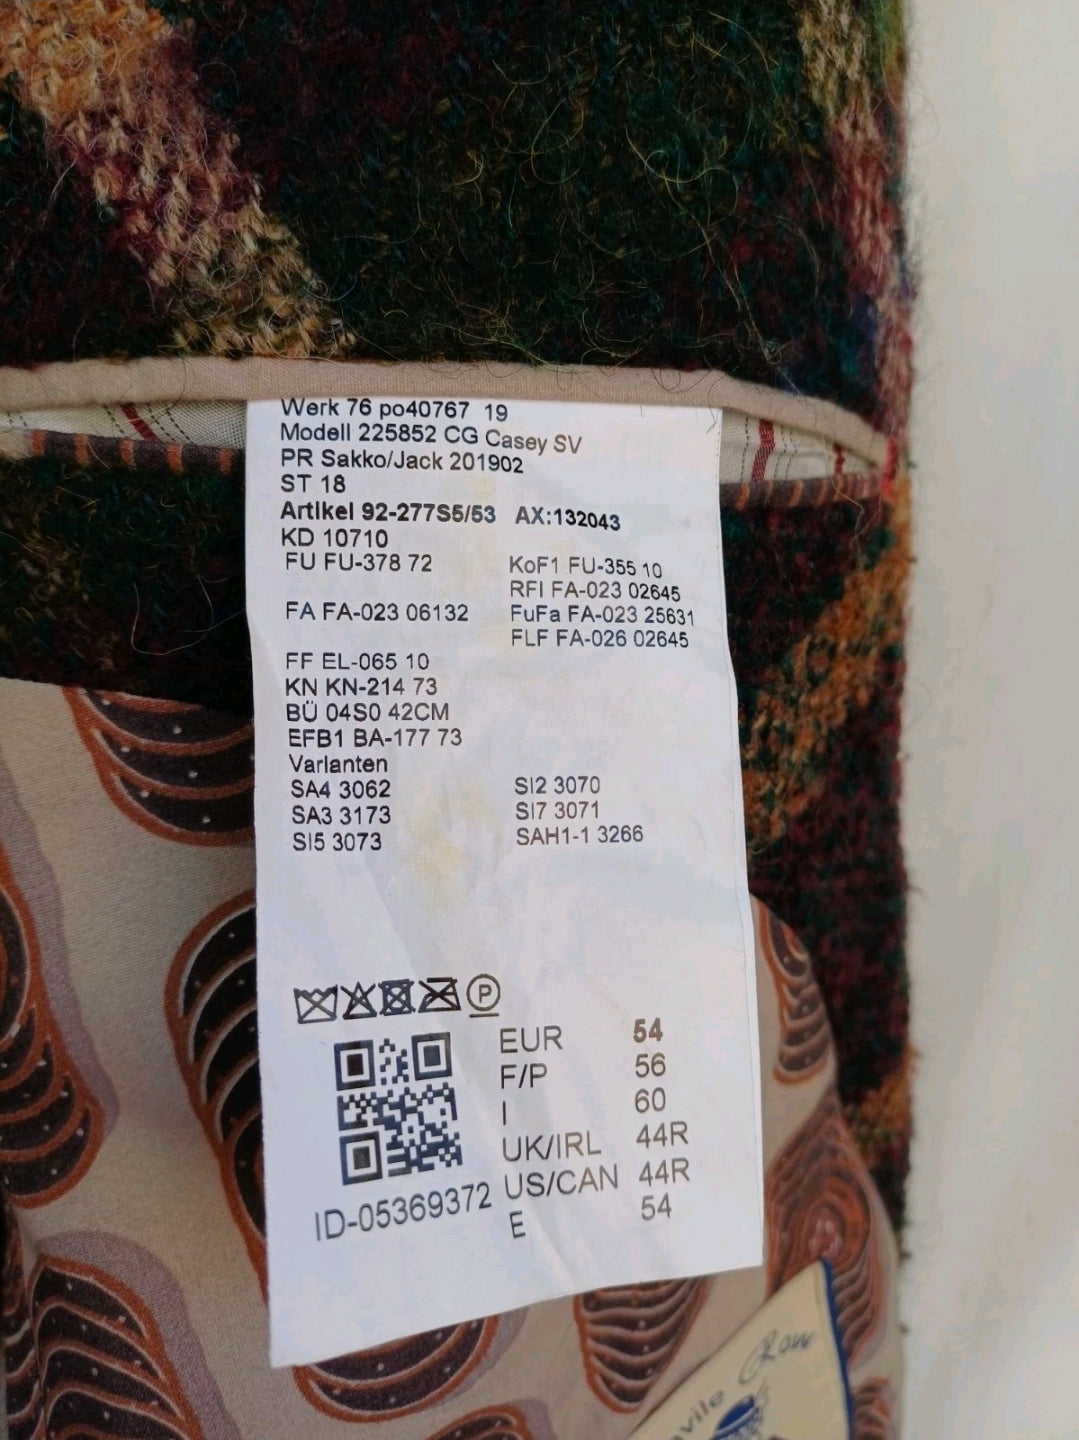 Werk 76 po40767 19
Modell 225852 CG Casey SV
PR Sakko/Jack 201902
ST 18
Artikel 92-277S5/53 AX:132043
KD 10710
FU FU-378 72 KoF1 FU-355 10
RFI FA-023 02645
FA FA-023 06132 FuFa FA-023 25631
FLF FA-026 02645
FF EL-065 10
KN KN-214 73
BÜ 04S0 42CM
EFB1 BA-177 73
Varianten
SA4 3062 SI2 3070
SA3 3173 SI7 3071
SI5 3073 SAH1-1 3266
P
EUR 54
F/P 56
I 60
UK/IRL 44R
US/CAN 44R
E 54
ID-05369372
Row